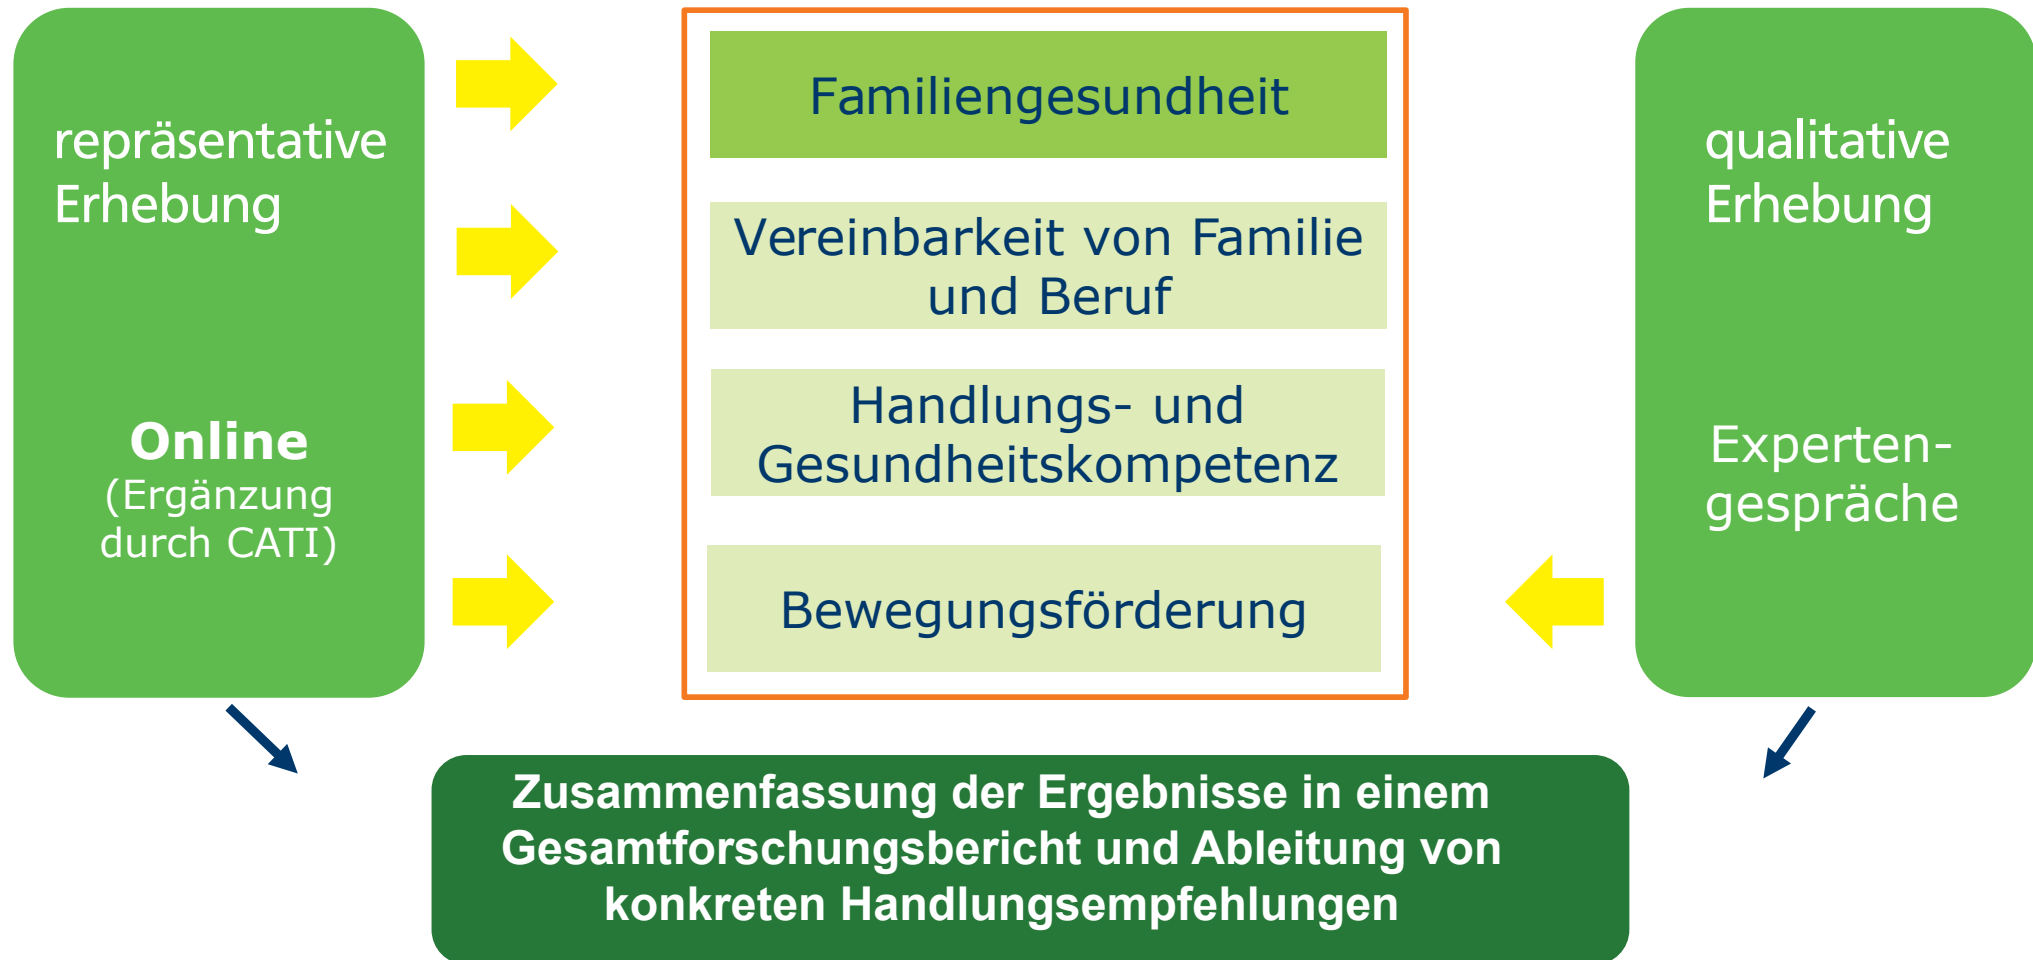 repräsentative
Erhebung
Online
(Ergänzung
durch CATI)
Familiengesundheit
Vereinbarkeit von Familie
und Beruf
Handlungs- und
Gesundheitskompetenz
Bewegungsförderung
qualitative
Erhebung
Experten-
gespräche
Zusammenfassung der Ergebnisse in einem
Gesamtforschungsbericht und Ableitung von
konkreten Handlungsempfehlungen